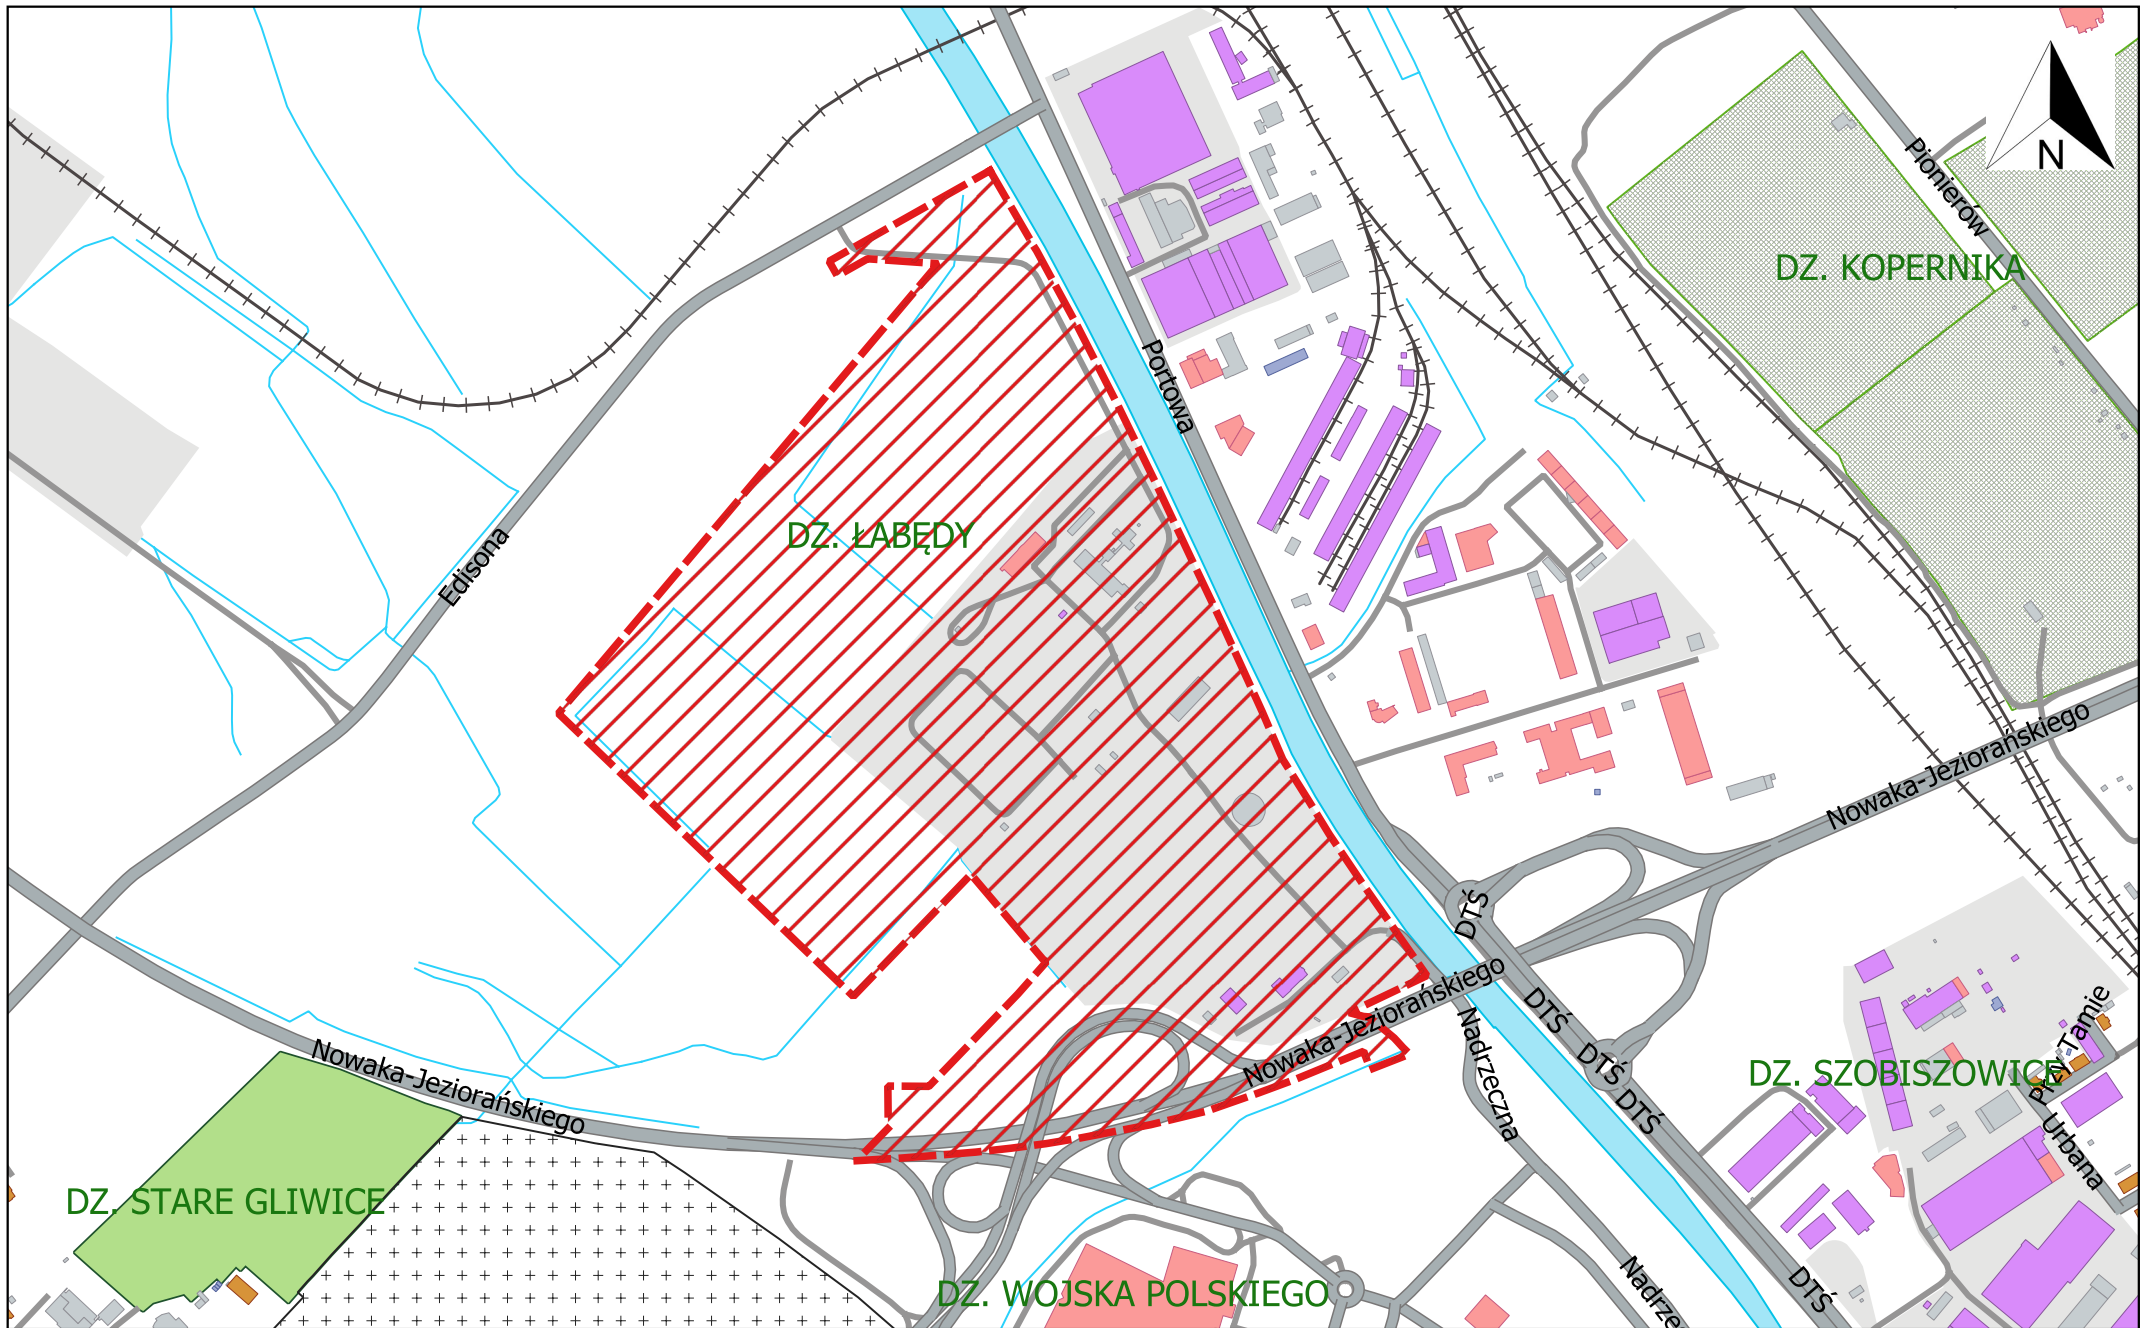 Pionierów
N
DZ. KOPERNIKA
Portowa
DZ. ŁABĘDY
Edisona
Nowaka-Jeziorańskiego
DTŚ
Nowaka-Jeziorańskiego
DTŚ
Nadrzeczna
DTŚ
DZ. SZOBISZOWICE
Przy Tamie
Nowaka-Jeziorańskiego
DTŚ
Urbana
DZ. STARE GLIWICE
DZ. WOJSKA POLSKIEGO
DTŚ
Nadrze